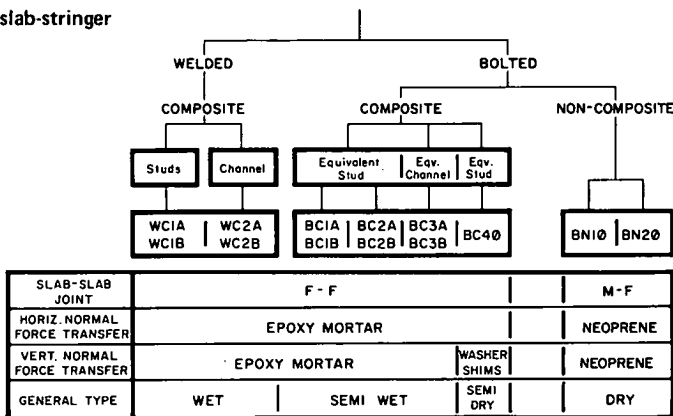 slab-stringer
WELDED
BOLTED
COMPOSITE
COMPOSITE
NON-COMPOSITE
Studs
Channel
Equivalent Stud
Eqv. Channel
Eqv. Stud
WC1A
WC1B
WC2A
WC2B
BC1A
BC1B
BC2A
BC2B
BC3A
BC3B
BC40
BN10
BN20
SLAB-SLAB JOINT
F - F
M-F
HORIZ. NORMAL FORCE TRANSFER
EPOXY MORTAR
NEOPRENE
VERT. NORMAL FORCE TRANSFER
EPOXY MORTAR
WASHER SHIMS
NEOPRENE
GENERAL TYPE
WET
SEMI WET
SEMI DRY
DRY